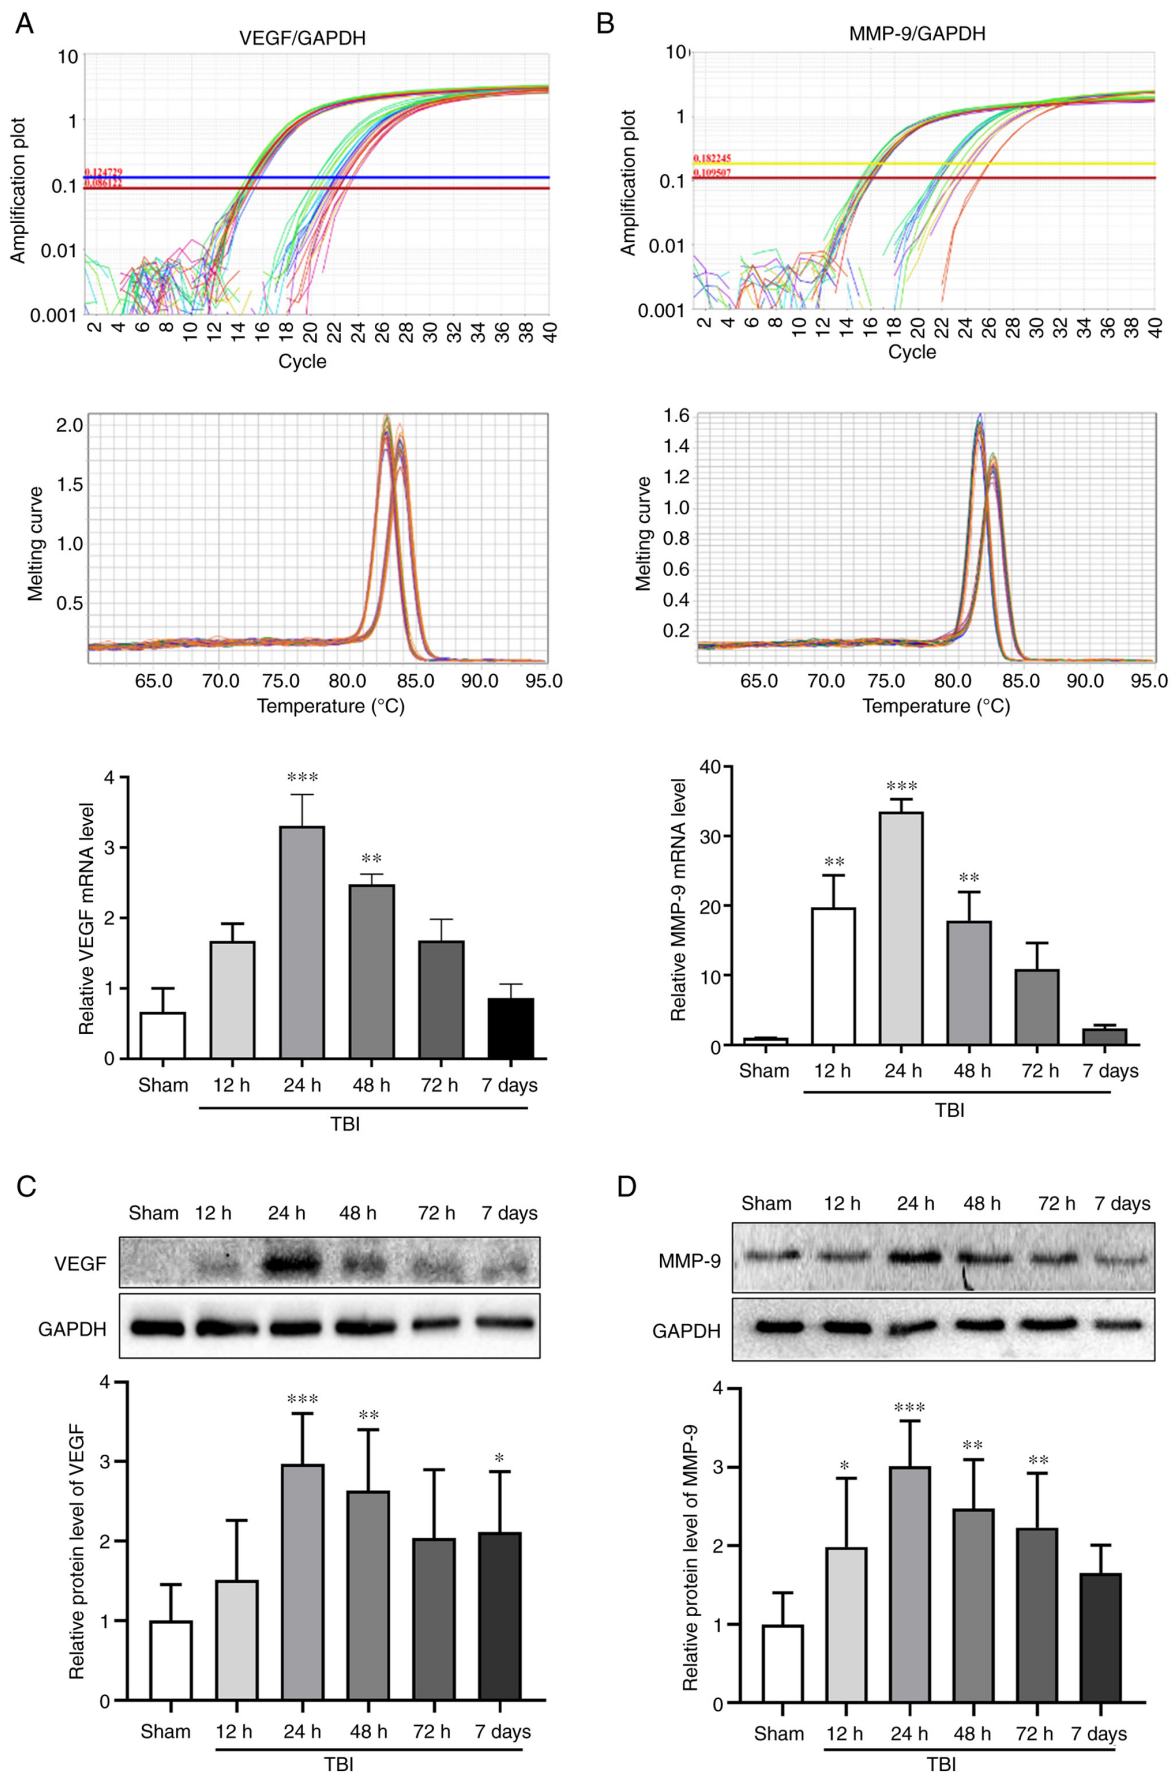 A
VEGF/GAPDH
10
1
0.1
0.01
0.001
0.124729
0.086122
Amplification plot
2 4 6 8 10 12 14 16 18 20 22 24 26 28 30 32 34 36 38 40
Cycle
2.0
1.5
1.0
0.5
Melting curve
65.0 70.0 75.0 80.0 85.0 90.0 95.0
Temperature (°C)
4
3
2
1
0
Relative VEGF mRNA level
***
**
Sham 12 h 24 h 48 h 72 h 7 days
TBI
B
MMP-9/GAPDH
10
1
0.1
0.01
0.001
0.182245
0.109507
Amplification plot
2 4 6 8 10 12 14 16 18 20 22 24 26 28 30 32 34 36 38 40
Cycle
1.6
1.4
1.2
1.0
0.8
0.6
0.4
0.2
Melting curve
65.0 70.0 75.0 80.0 85.0 90.0 95.0
Temperature (°C)
40
30
20
10
0
Relative MMP-9 mRNA level
**
***
**
Sham 12 h 24 h 48 h 72 h 7 days
TBI
C
Sham 12 h 24 h 48 h 72 h 7 days
VEGF
GAPDH
4
3
2
1
0
Relative protein level of VEGF
***
**
*
Sham 12 h 24 h 48 h 72 h 7 days
TBI
D
Sham 12 h 24 h 48 h 72 h 7 days
MMP-9
GAPDH
4
3
2
1
0
Relative protein level of MMP-9
*
***
**
**
Sham 12 h 24 h 48 h 72 h 7 days
TBI